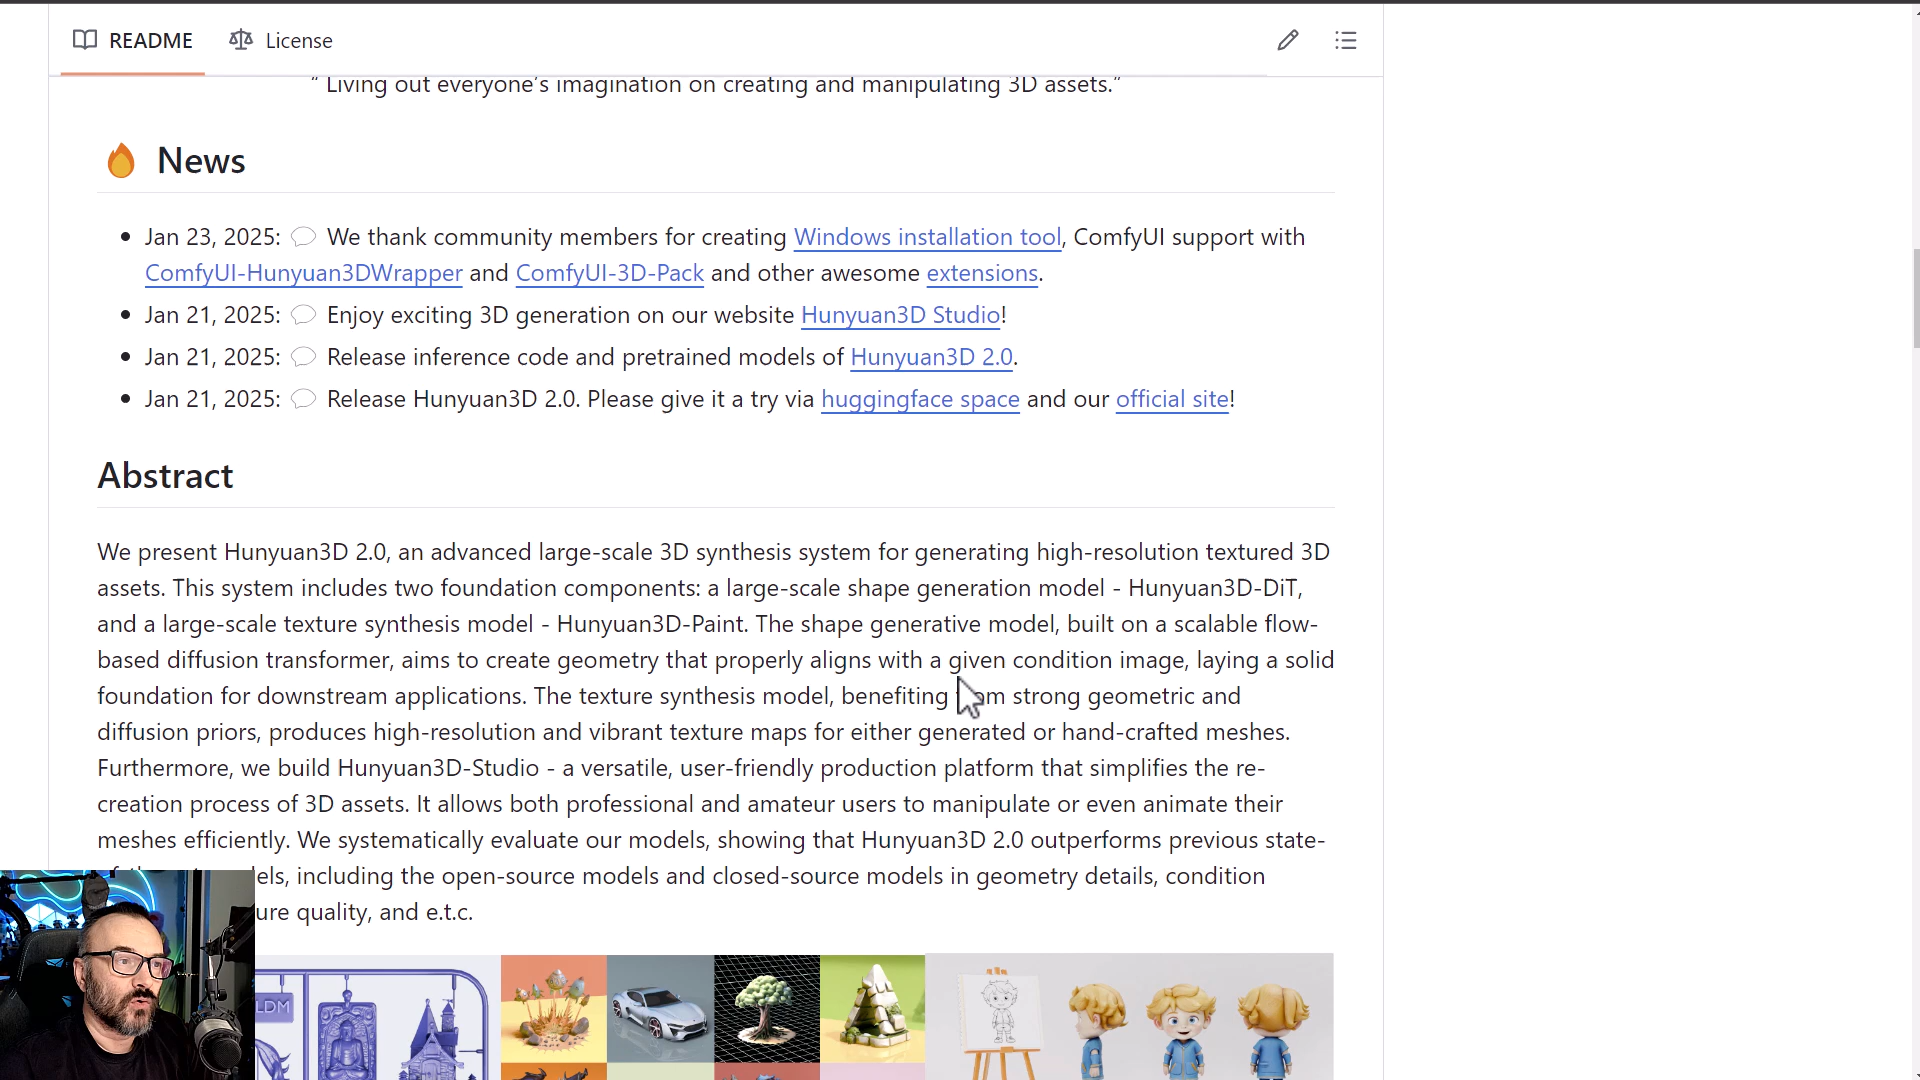 README License
“ Living out everyone’s imagination on creating and manipulating 3D assets.”
News
Jan 23, 2025: We thank community members for creating Windows installation tool, ComfyUI support with
ComfyUI-Hunyuan3DWrapper and ComfyUI-3D-Pack and other awesome extensions.
Jan 21, 2025: Enjoy exciting 3D generation on our website Hunyuan3D Studio!
Jan 21, 2025: Release inference code and pretrained models of Hunyuan3D 2.0.
Jan 21, 2025: Release Hunyuan3D 2.0. Please give it a try via huggingface space and our official site!
Abstract
We present Hunyuan3D 2.0, an advanced large-scale 3D synthesis system for generating high-resolution textured 3D
assets. This system includes two foundation components: a large-scale shape generation model - Hunyuan3D-DiT,
and a large-scale texture synthesis model - Hunyuan3D-Paint. The shape generative model, built on a scalable flow-
based diffusion transformer, aims to create geometry that properly aligns with a given condition image, laying a solid
foundation for downstream applications. The texture synthesis model, benefiting from strong geometric and
diffusion priors, produces high-resolution and vibrant texture maps for either generated or hand-crafted meshes.
Furthermore, we build Hunyuan3D-Studio - a versatile, user-friendly production platform that simplifies the re-
creation process of 3D assets. It allows both professional and amateur users to manipulate or even animate their
meshes efficiently. We systematically evaluate our models, showing that Hunyuan3D 2.0 outperforms previous state-
els, including the open-source models and closed-source models in geometry details, condition
ure quality, and e.t.c.
LDM